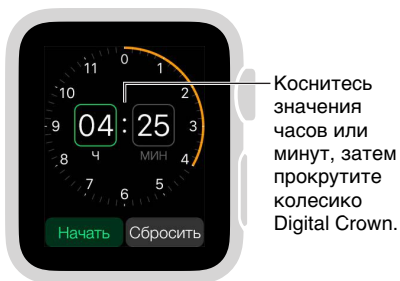 0
11 1
10 2
9 04 : 25 3
ч МИН
8 4
7 5
6
Начать Сбросить
Коснитесь
значения
часов или
минут, затем
прокрутите
колесико
Digital Crown.